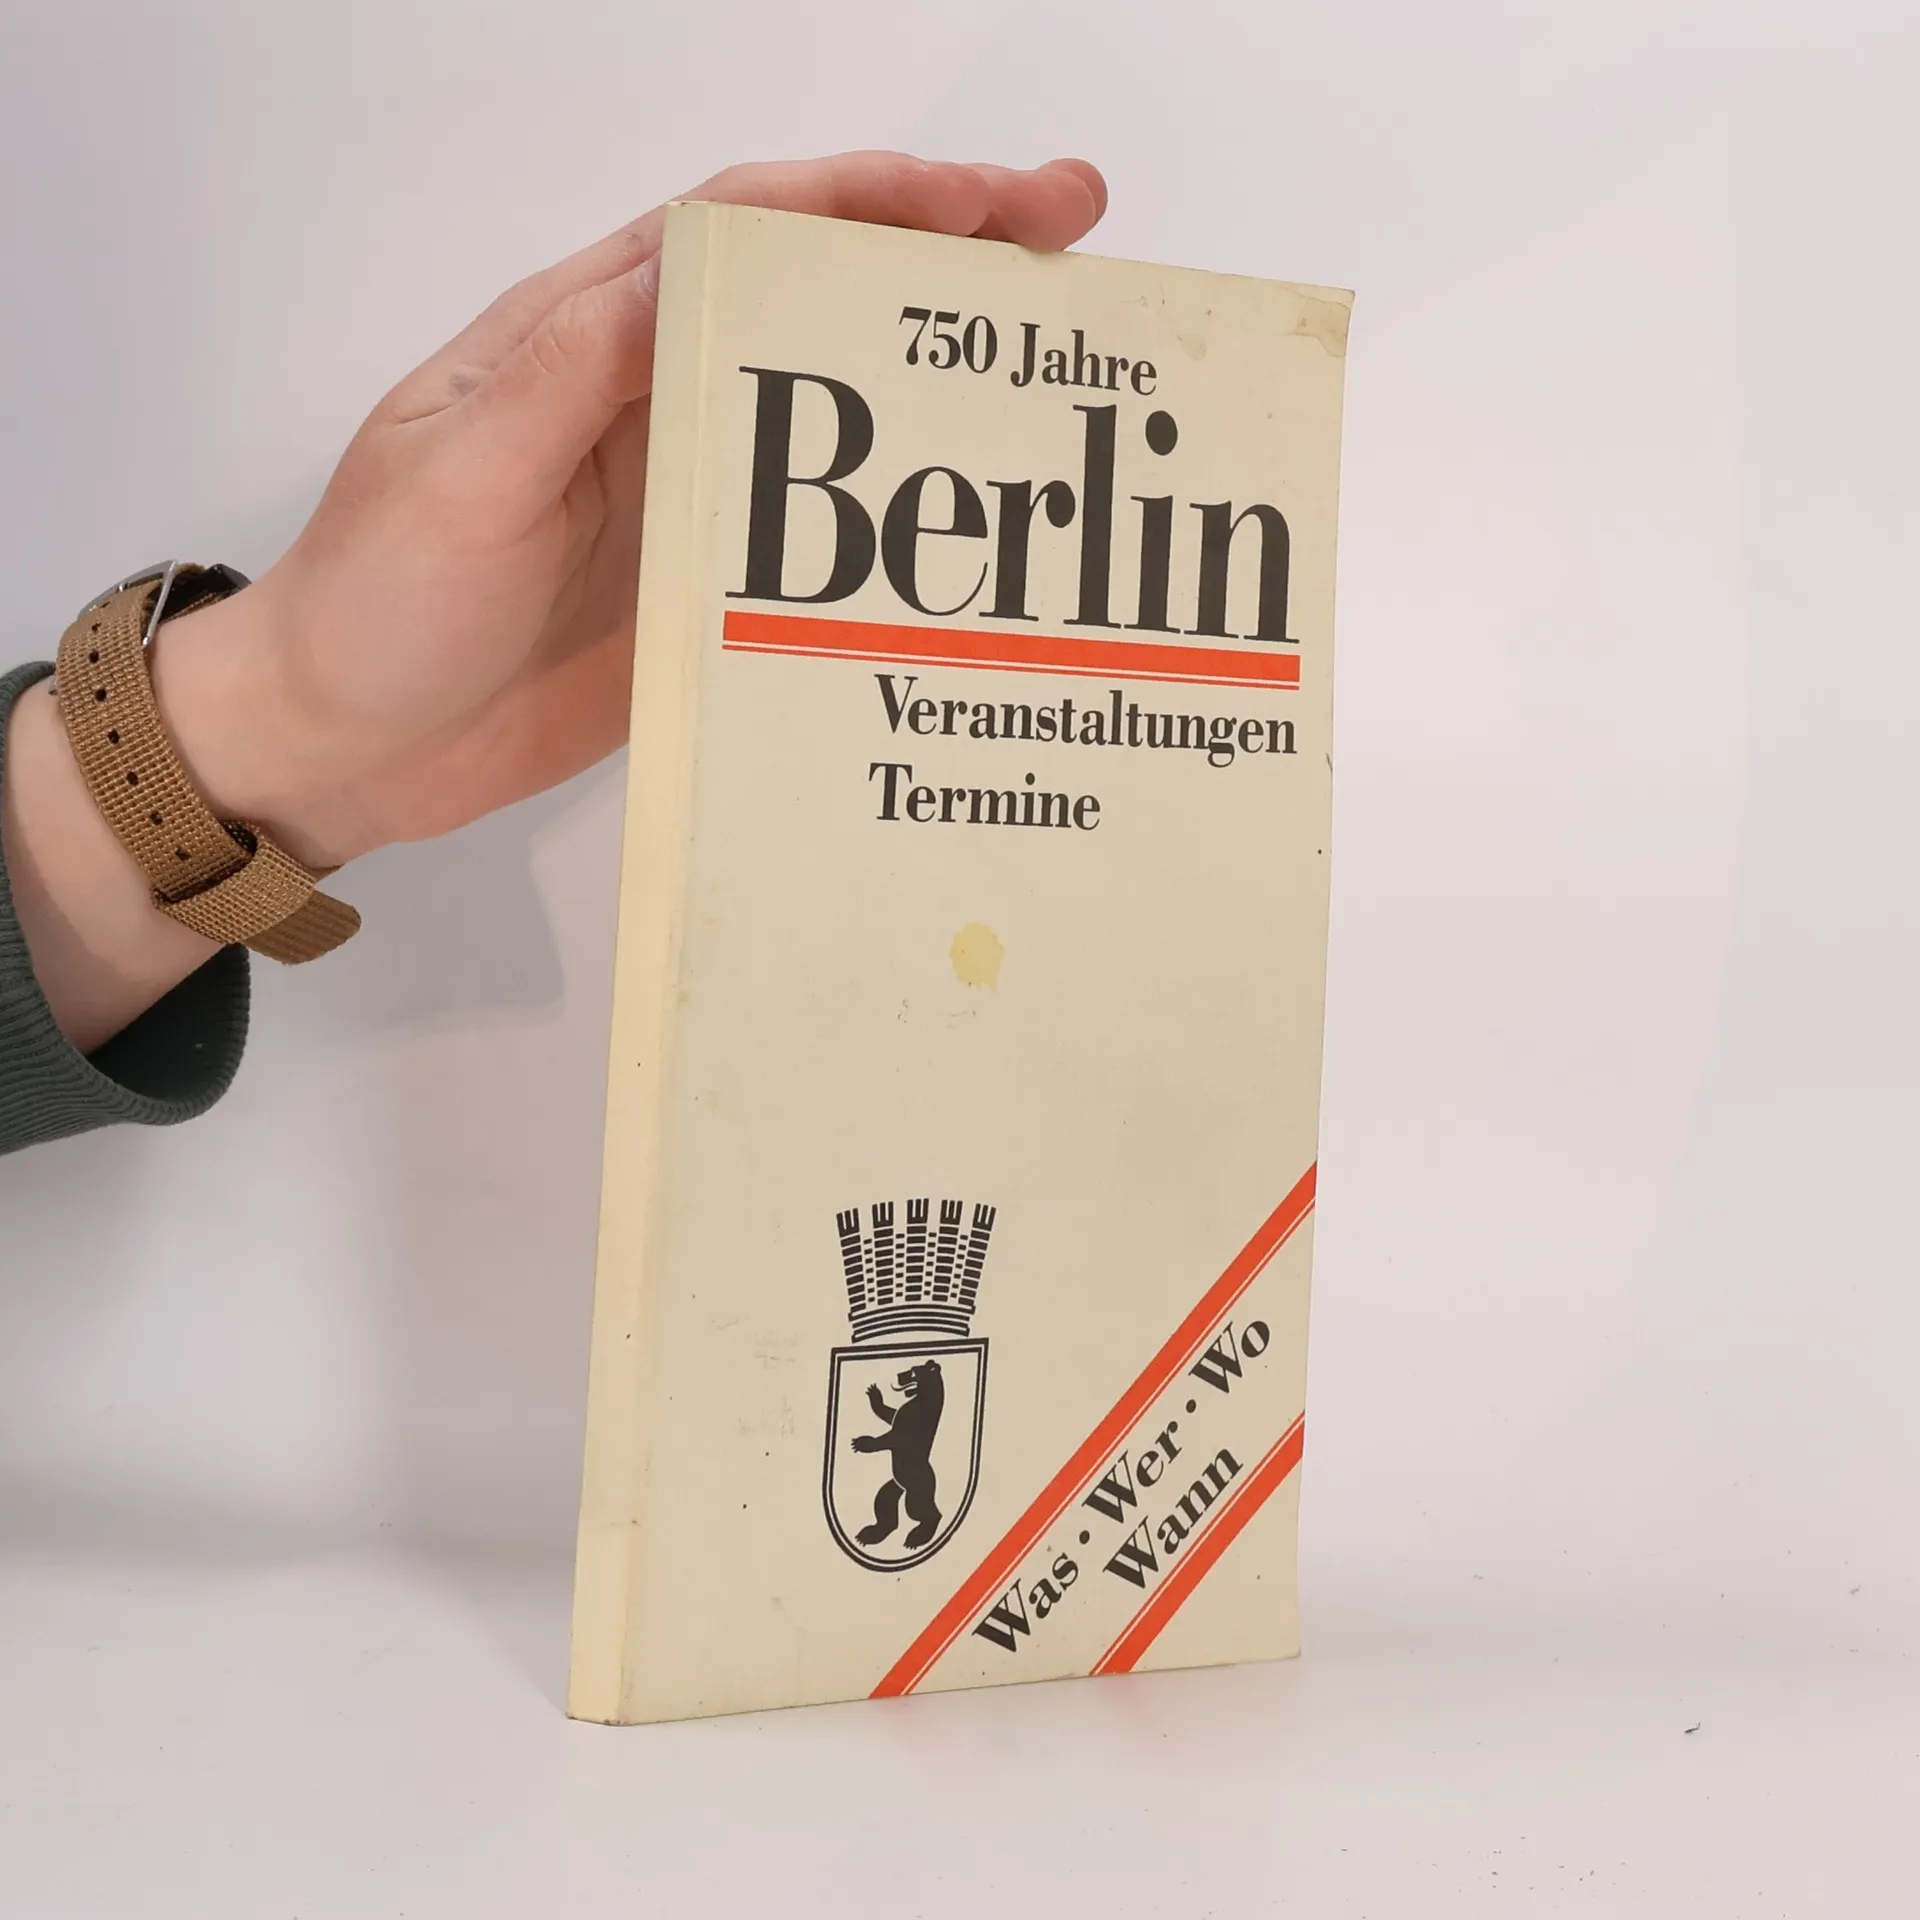 750 Jahre
Berlin
Veranstaltungen
Termine
Was · Wer · Wo
Wann